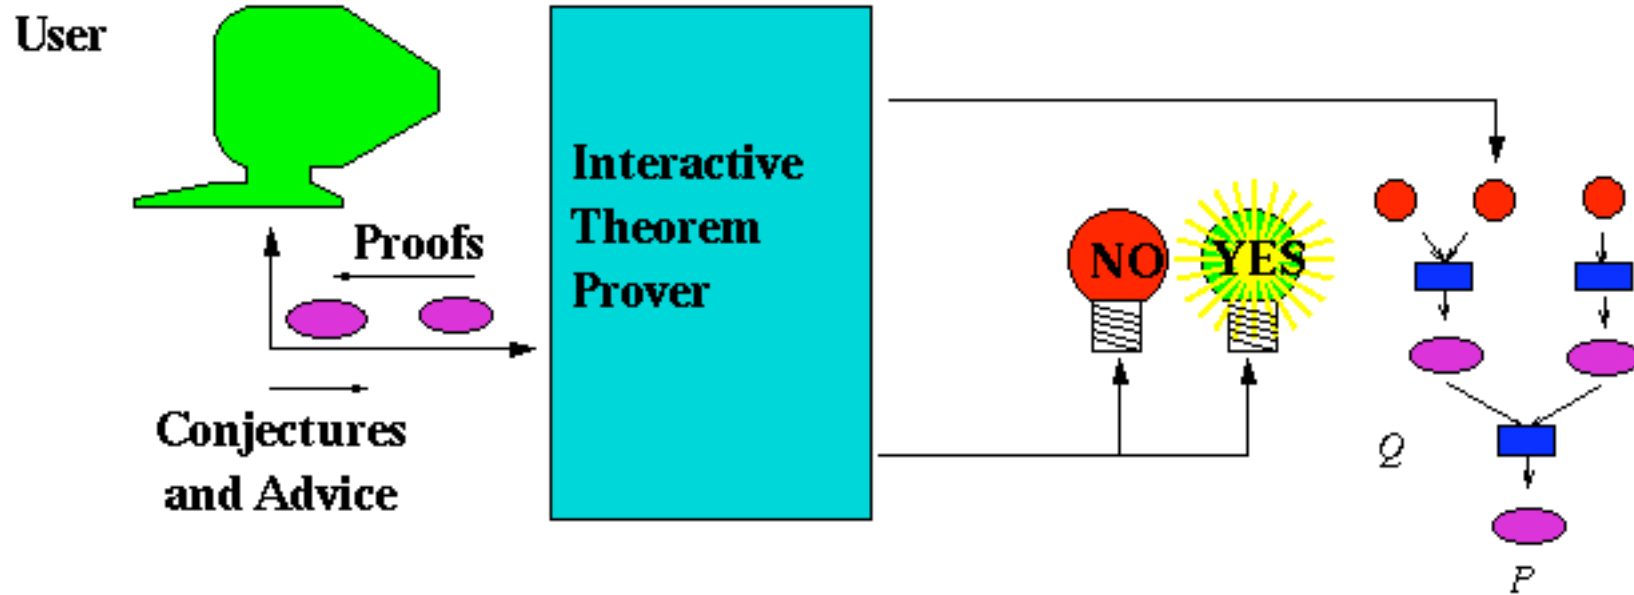 User
Proofs
Conjectures
and Advice
Interactive
Theorem
Prover
NO
YES
Q
P